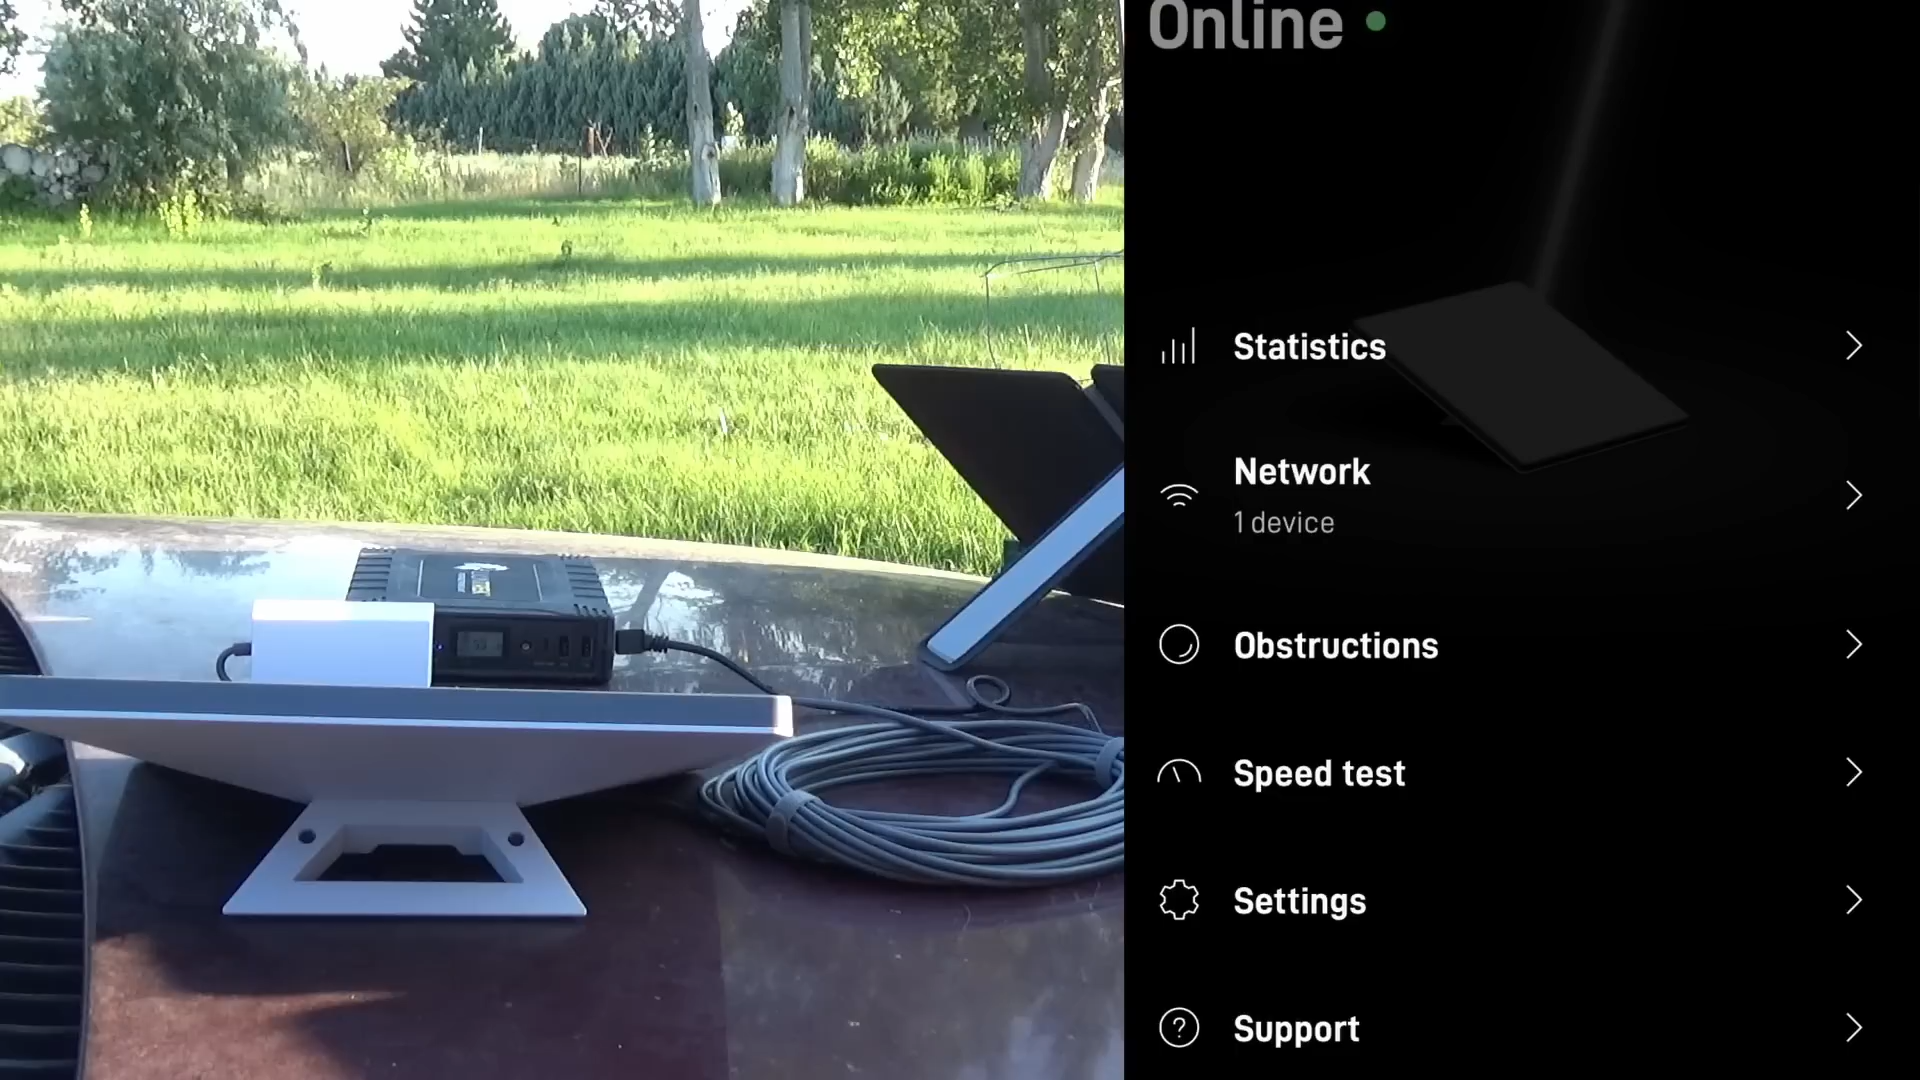 Online
Statistics
Network
1 device
Obstructions
Speed test
Settings
Support